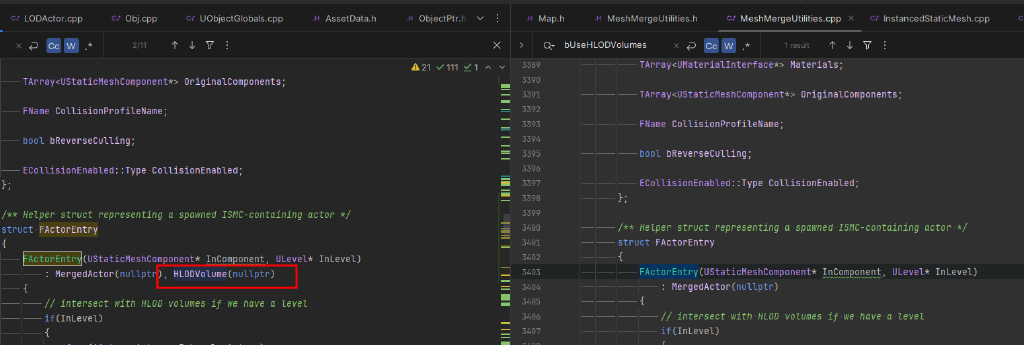 LODActor.cpp Obj.cpp UObjectGlobals.cpp AssetData.h ObjectPtr.h
Cc W .* 2/11
21 111 1
TArray<UStaticMeshComponent*> OriginalComponents;
FName CollisionProfileName;
bool bReverseCulling;
ECollisionEnabled::Type CollisionEnabled;
};
/** Helper struct representing a spawned ISMC-containing actor */
struct FActorEntry
{
FActorEntry(UStaticMeshComponent* InComponent, ULevel* InLevel)
: MergedActor(nullptr), HLODVolume(nullptr)
{
// intersect with HLOD volumes if we have a level
if(InLevel)
{
Map.h MeshMergeUtilities.h MeshMergeUtilities.cpp InstancedStaticMesh.cpp
bUseHLODVolumes Cc W .* 1 result
3389 TArray<UMaterialInterface*> Materials;
3390
3391 TArray<UStaticMeshComponent*> OriginalComponents;
3392
3393 FName CollisionProfileName;
3394
3395 bool bReverseCulling;
3396
3397 ECollisionEnabled::Type CollisionEnabled;
3398 };
3399
3400 /** Helper struct representing a spawned ISMC-containing actor */
3401 struct FActorEntry
3402 {
3403 FActorEntry(UStaticMeshComponent* InComponent, ULevel* InLevel)
3404 : MergedActor(nullptr)
3405 {
3406 // intersect with HLOD volumes if we have a level
3407 if(InLevel)